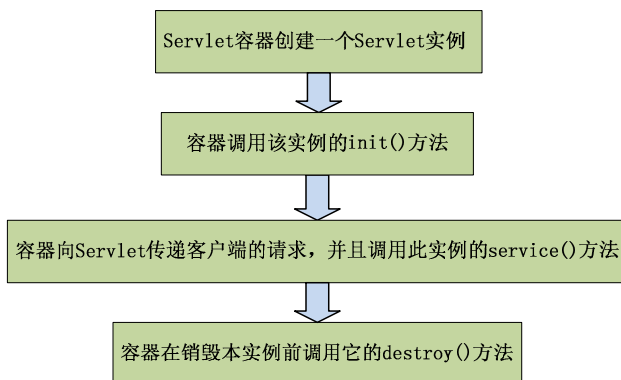 Servlet容器创建一个Servlet实例
容器调用该实例的init()方法
容器向Servlet传递客户端的请求，并且调用此实例的service()方法
容器在销毁本实例前调用它的destroy()方法